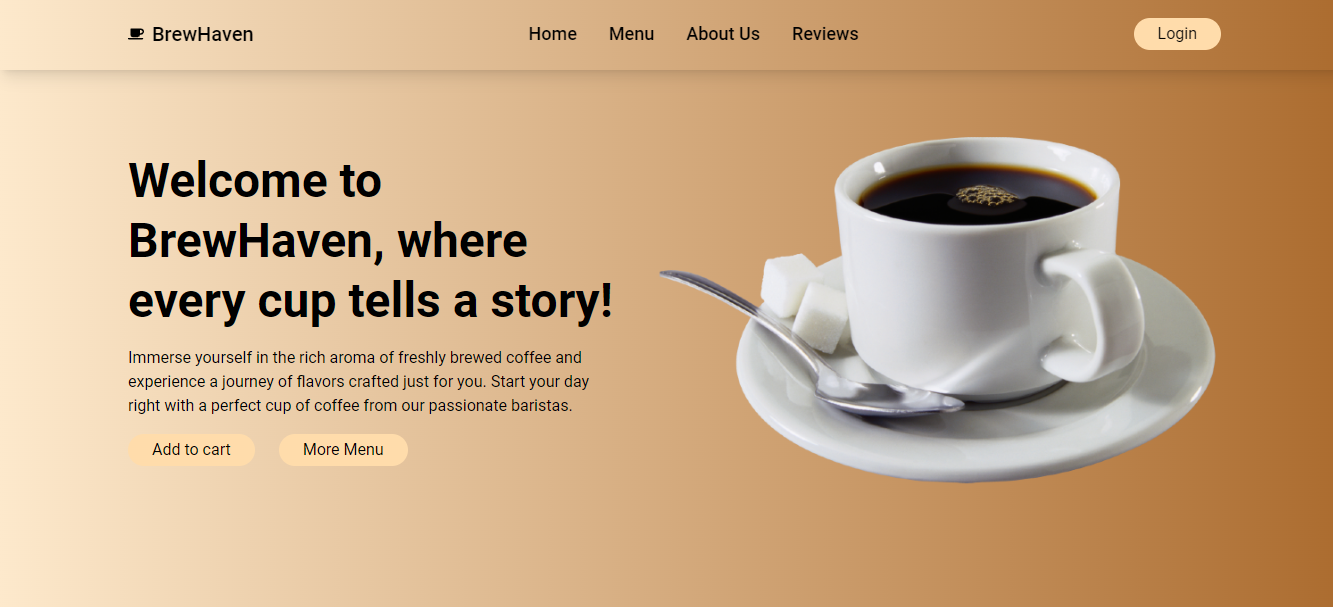 BrewHaven
Home Menu About Us Reviews
Login
Welcome to
BrewHaven, where
every cup tells a story!
Immerse yourself in the rich aroma of freshly brewed coffee and
experience a journey of flavors crafted just for you. Start your day
right with a perfect cup of coffee from our passionate baristas.
Add to cart More Menu